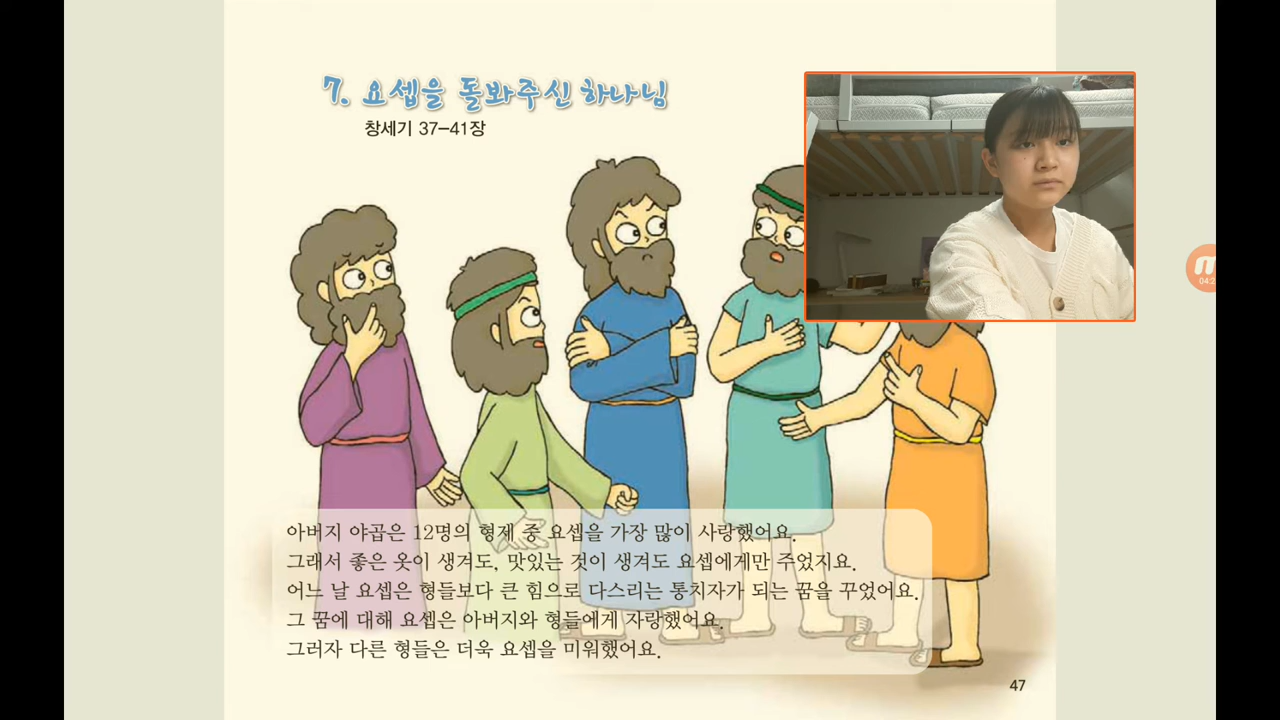 7. 요셉을 돌봐주신 하나님
창세기 37–41장
아버지 야곱은 12명의 형제 중 요셉을 가장 많이 사랑했어요.
그래서 좋은 옷이 생겨도, 맛있는 것이 생겨도 요셉에게만 주었지요.
어느 날 요셉은 형들보다 큰 힘으로 다스리는 통치자가 되는 꿈을 꾸었어요.
그 꿈에 대해 요셉은 아버지와 형들에게 자랑했어요.
그러자 다른 형들은 더욱 요셉을 미워했어요.
47